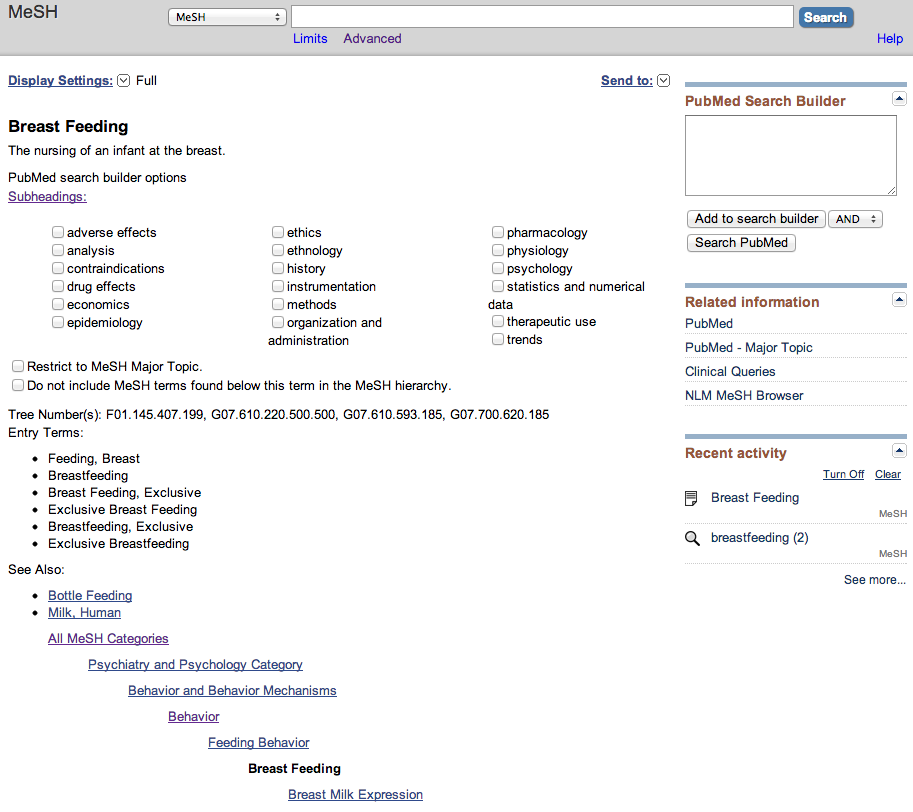 MeSH
MeSH
Search
Limits Advanced
Help
Display Settings: Full
Send to:
Breast Feeding
The nursing of an infant at the breast.
PubMed search builder options
Subheadings:
adverse effects
analysis
contraindications
drug effects
economics
epidemiology
ethics
ethnology
history
instrumentation
methods
organization and
administration
pharmacology
physiology
psychology
statistics and numerical
data
therapeutic use
trends
Restrict to MeSH Major Topic.
Do not include MeSH terms found below this term in the MeSH hierarchy.
Tree Number(s): F01.145.407.199, G07.610.220.500.500, G07.610.593.185, G07.700.620.185
Entry Terms:
• Feeding, Breast
• Breastfeeding
• Breast Feeding, Exclusive
• Exclusive Breast Feeding
• Breastfeeding, Exclusive
• Exclusive Breastfeeding
See Also:
• Bottle Feeding
• Milk, Human
All MeSH Categories
Psychiatry and Psychology Category
Behavior and Behavior Mechanisms
Behavior
Feeding Behavior
Breast Feeding
Breast Milk Expression
PubMed Search Builder
Add to search builder AND
Search PubMed
Related information
PubMed
PubMed - Major Topic
Clinical Queries
NLM MeSH Browser
Recent activity
Turn Off Clear
Breast Feeding
MeSH
breastfeeding (2)
MeSH
See more...